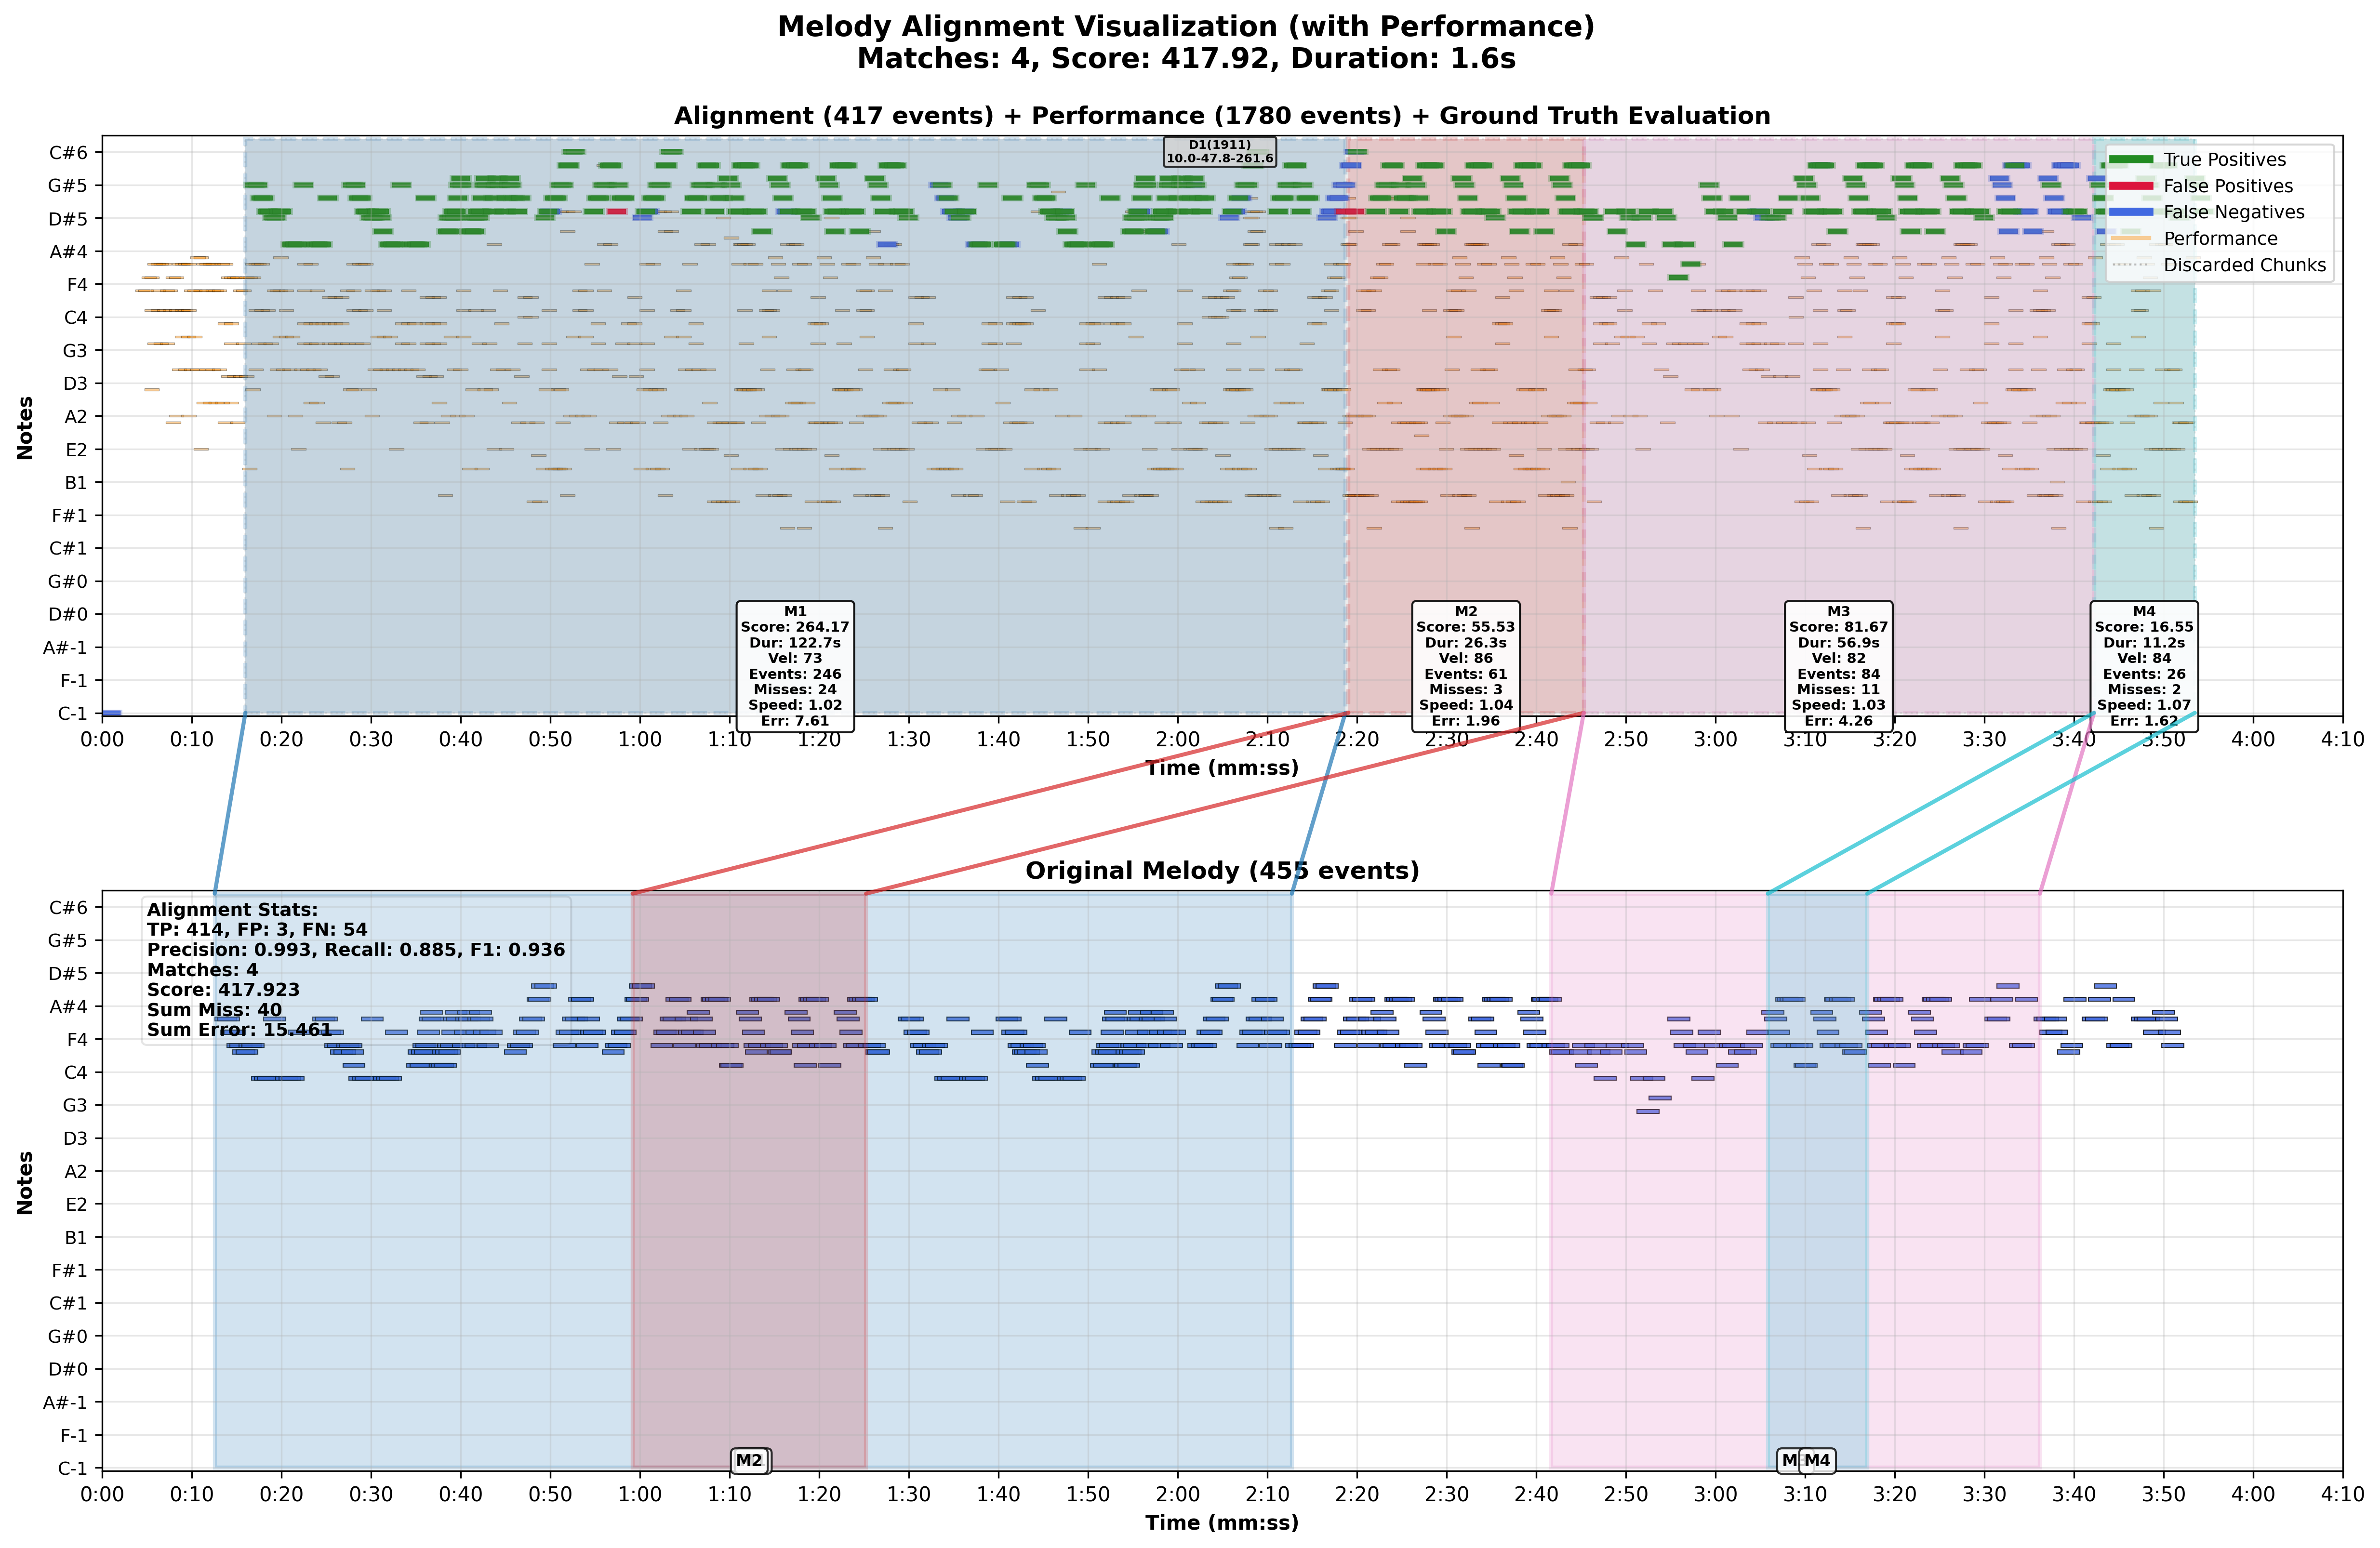 Melody Alignment Visualization (with Performance)
Matches: 4, Score: 417.92, Duration: 1.6s
Alignment (417 events) + Performance (1780 events) + Ground Truth Evaluation
Notes
C#6
G#5
D#5
A#4
F4
C4
G3
D3
A2
E2
B1
F#1
C#1
G#0
D#0
A#-1
F-1
C-1
D1(1911)
10.0-47.8-261.6
True Positives
False Positives
False Negatives
Performance
Discarded Chunks
M1
Score: 264.17
Dur: 122.7s
Vel: 73
Events: 246
Misses: 24
Speed: 1.02
Err: 7.61
M2
Score: 55.53
Dur: 26.3s
Vel: 86
Events: 61
Misses: 3
Speed: 1.04
Err: 1.96
M3
Score: 81.67
Dur: 56.9s
Vel: 82
Events: 84
Misses: 11
Speed: 1.03
Err: 4.26
M4
Score: 16.55
Dur: 11.2s
Vel: 84
Events: 26
Misses: 2
Speed: 1.07
Err: 1.62
0:00 0:10 0:20 0:30 0:40 0:50 1:00 1:10 1:20 1:30 1:40 1:50 2:00 2:10 2:20 2:30 2:40 2:50 3:00 3:10 3:20 3:30 3:40 3:50 4:00 4:10
Time (mm:ss)
Original Melody (455 events)
Notes
C#6
G#5
D#5
A#4
F4
C4
G3
D3
A2
E2
B1
F#1
C#1
G#0
D#0
A#-1
F-1
C-1
Alignment Stats:
TP: 414, FP: 3, FN: 54
Precision: 0.993, Recall: 0.885, F1: 0.936
Matches: 4
Score: 417.923
Sum Miss: 40
Sum Error: 15.461
M2
M4
0:00 0:10 0:20 0:30 0:40 0:50 1:00 1:10 1:20 1:30 1:40 1:50 2:00 2:10 2:20 2:30 2:40 2:50 3:00 3:10 3:20 3:30 3:40 3:50 4:00 4:10
Time (mm:ss)